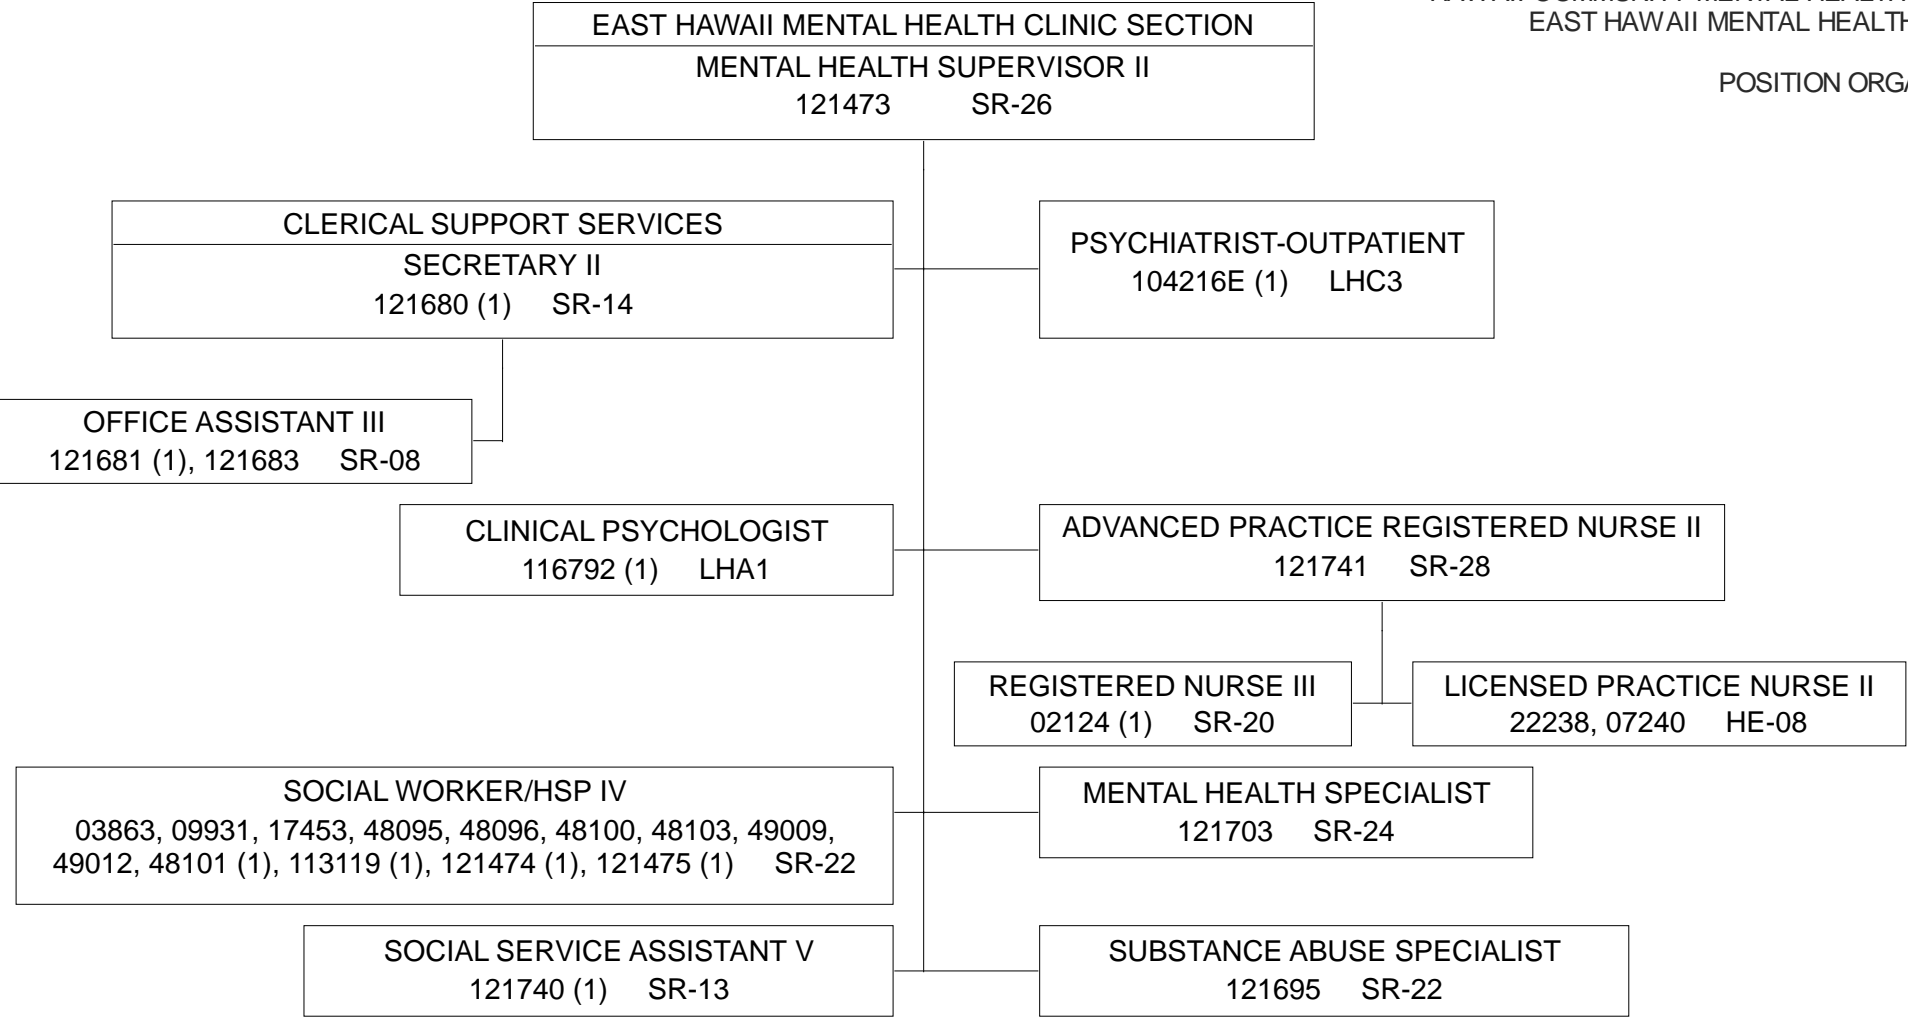 EAST HAWAII MENTAL HEALTH
POSITION
EAST HAWAII MENTAL HEALTH CLINIC SECTION
MENTAL HEALTH SUPERVISOR II
121473 SR-26
CLERICAL SUPPORT SERVICES
SECRETARY II
121680 (1) SR-14
PSYCHIATRIST-OUTPATIENT
104216E (1) LHC3
OFFICE ASSISTANT III
121681 (1), 121683 SR-08
CLINICAL PSYCHOLOGIST
116792 (1) LHA1
ADVANCED PRACTICE REGISTERED NURSE II
121741 SR-28
REGISTERED NURSE III
02124 (1) SR-20
LICENSED PRACTICE NURSE II
22238, 07240 HE-08
SOCIAL WORKER/HSP IV
03863, 09931, 17453, 48095, 48096, 48100, 48103, 49009,
49012, 48101 (1), 113119 (1), 121474 (1), 121475 (1) SR-22
MENTAL HEALTH SPECIALIST
121703 SR-24
SOCIAL SERVICE ASSISTANT V
121740 (1) SR-13
SUBSTANCE ABUSE SPECIALIST
121695 SR-22